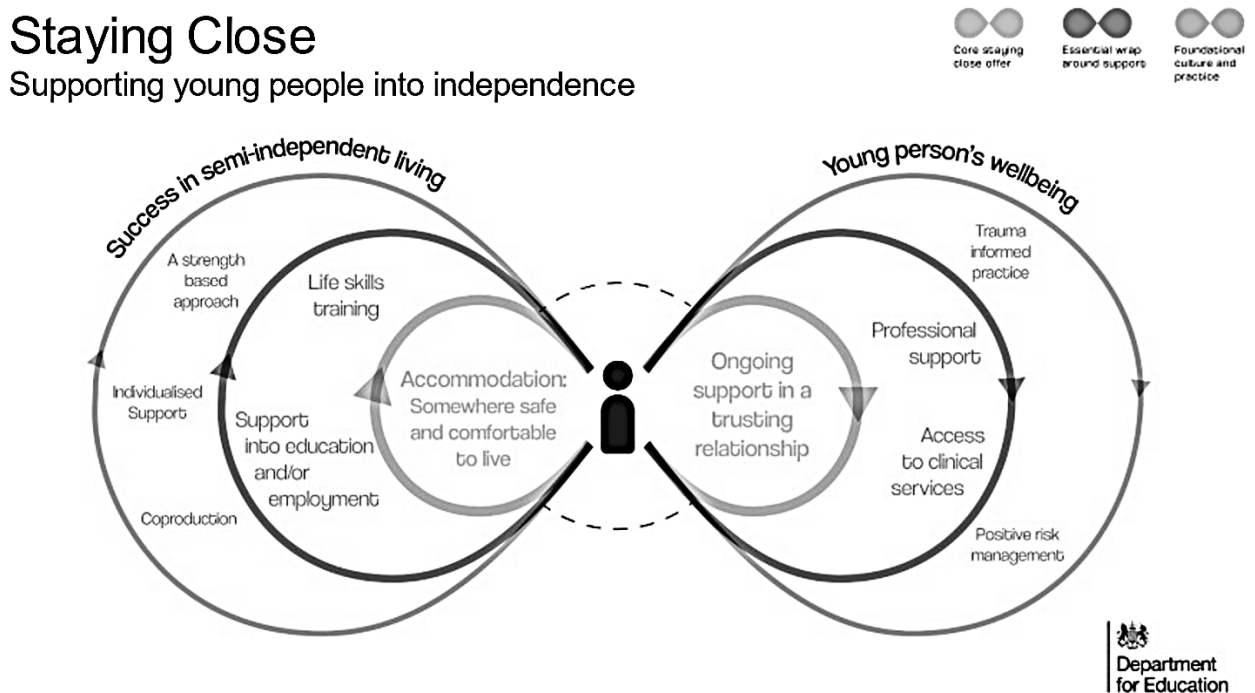 Staying Close
Supporting young people into independence
Core staying
close offer
Essential wrap
around support
Foundational
culture and
practice
Success in semi-independent living
A strength
based
approach
Individualised
Support
Coproduction
Life skills
training
Support
into education
and/or
employment
Accommodation:
Somewhere safe
and comfortable
to live
Young person's wellbeing
Ongoing
support in a
trusting
relationship
Professional
support
Access
to clinical
services
Trauma
informed
practice
Positive risk
management
Department
for Education